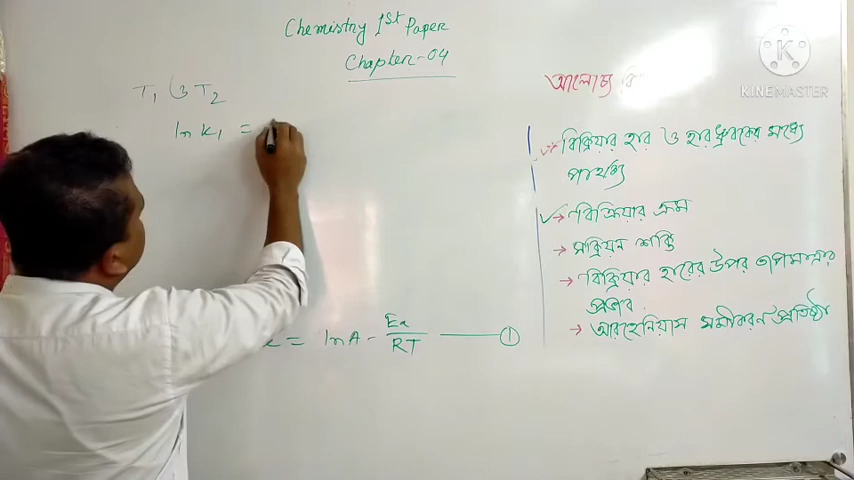 Chemistry 1st Paper
Chapter-04
T₁ ও T₂
ln K₁ =
= lnA - Ea/RT ——— ①
আলোচ্য বি
→ বিক্রিয়ার হার ও হার ধ্রুবকের মধ্যে
পার্থক্য
→ বিক্রিয়ার ক্রম
→ সক্রিয়ন শক্তি
→ বিক্রিয়ার হারের উপর তাপমাত্রার
প্রভাব
→ আরহেনিয়াস সমীকরণ প্রতিষ্ঠা
KINEMASTER